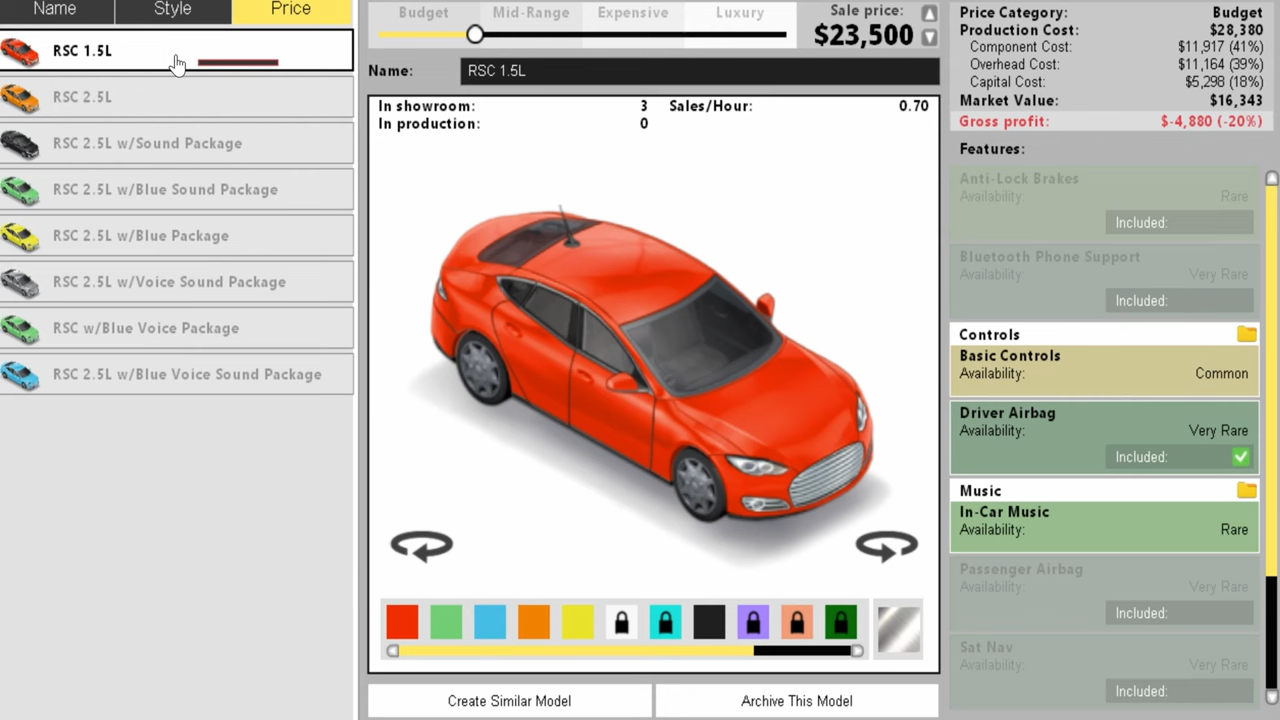 Name Style Price
RSC 1.5L
RSC 2.5L
RSC 2.5L w/Sound Package
RSC 2.5L w/Blue Sound Package
RSC 2.5L w/Blue Package
RSC 2.5L w/Voice Sound Package
RSC w/Blue Voice Package
RSC 2.5L w/Blue Voice Sound Package
Budget Mid-Range Expensive Luxury
Sale price:
$23,500
Name: RSC 1.5L
In showroom: 3 Sales/Hour: 0.70
In production: 0
Create Similar Model Archive This Model
Price Category: Budget
Production Cost: $28,380
Component Cost: $11,917 (41%)
Overhead Cost: $11,164 (39%)
Capital Cost: $5,298 (18%)
Market Value: $16,343
Gross profit: $-4,880 (-20%)
Features:
Anti-Lock Brakes
Availability: Rare
Included:
Bluetooth Phone Support
Availability: Very Rare
Included:
Controls
Basic Controls
Availability: Common
Driver Airbag
Availability: Very Rare
Included:
Music
In-Car Music
Availability: Rare
Passenger Airbag
Availability: Very Rare
Included:
Sat Nav
Availability: Very Rare
Included: